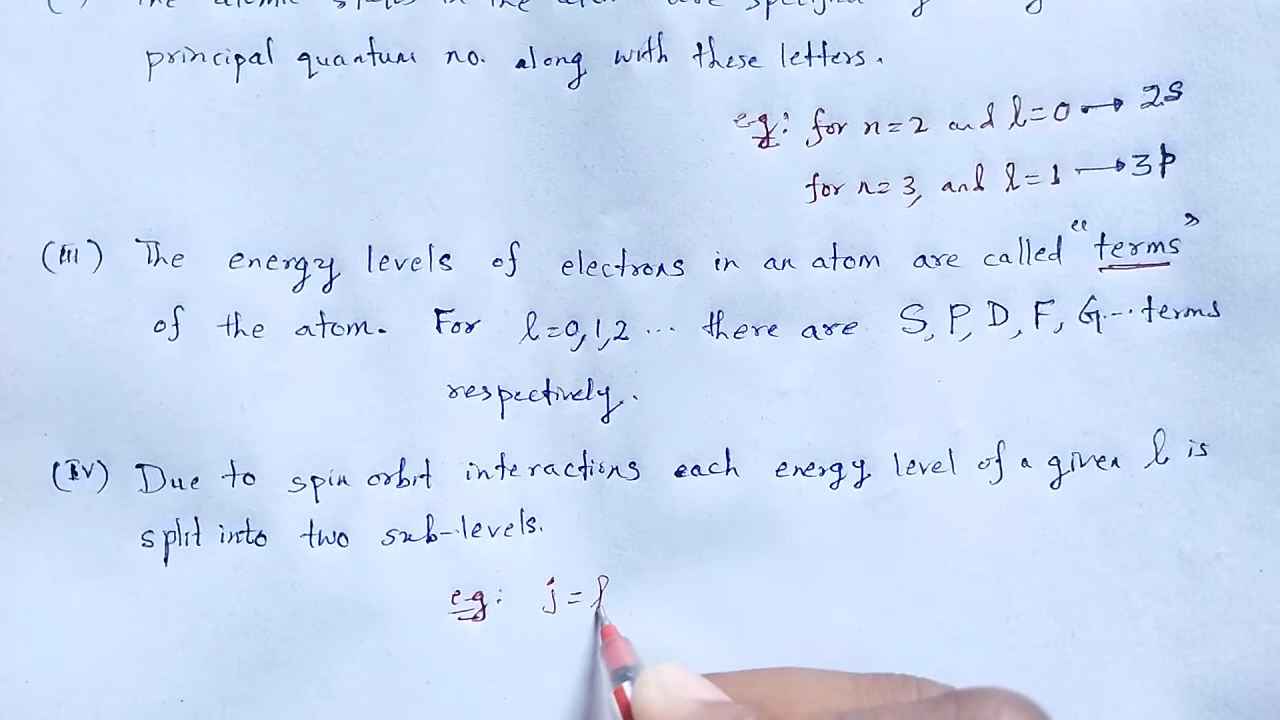 principal quantum no. along with these letters.
eg: for n=2 and l=0 → 2s
for n=3, and l=1 → 3p
(III) The energy levels of electrons in an atom are called "terms"
of the atom. For l=0,1,2 ... there are S, P, D, F, G... terms
respectively.
(IV) Due to spin orbit interactions each energy level of a given l is
split into two sub-levels.
eg: j = l